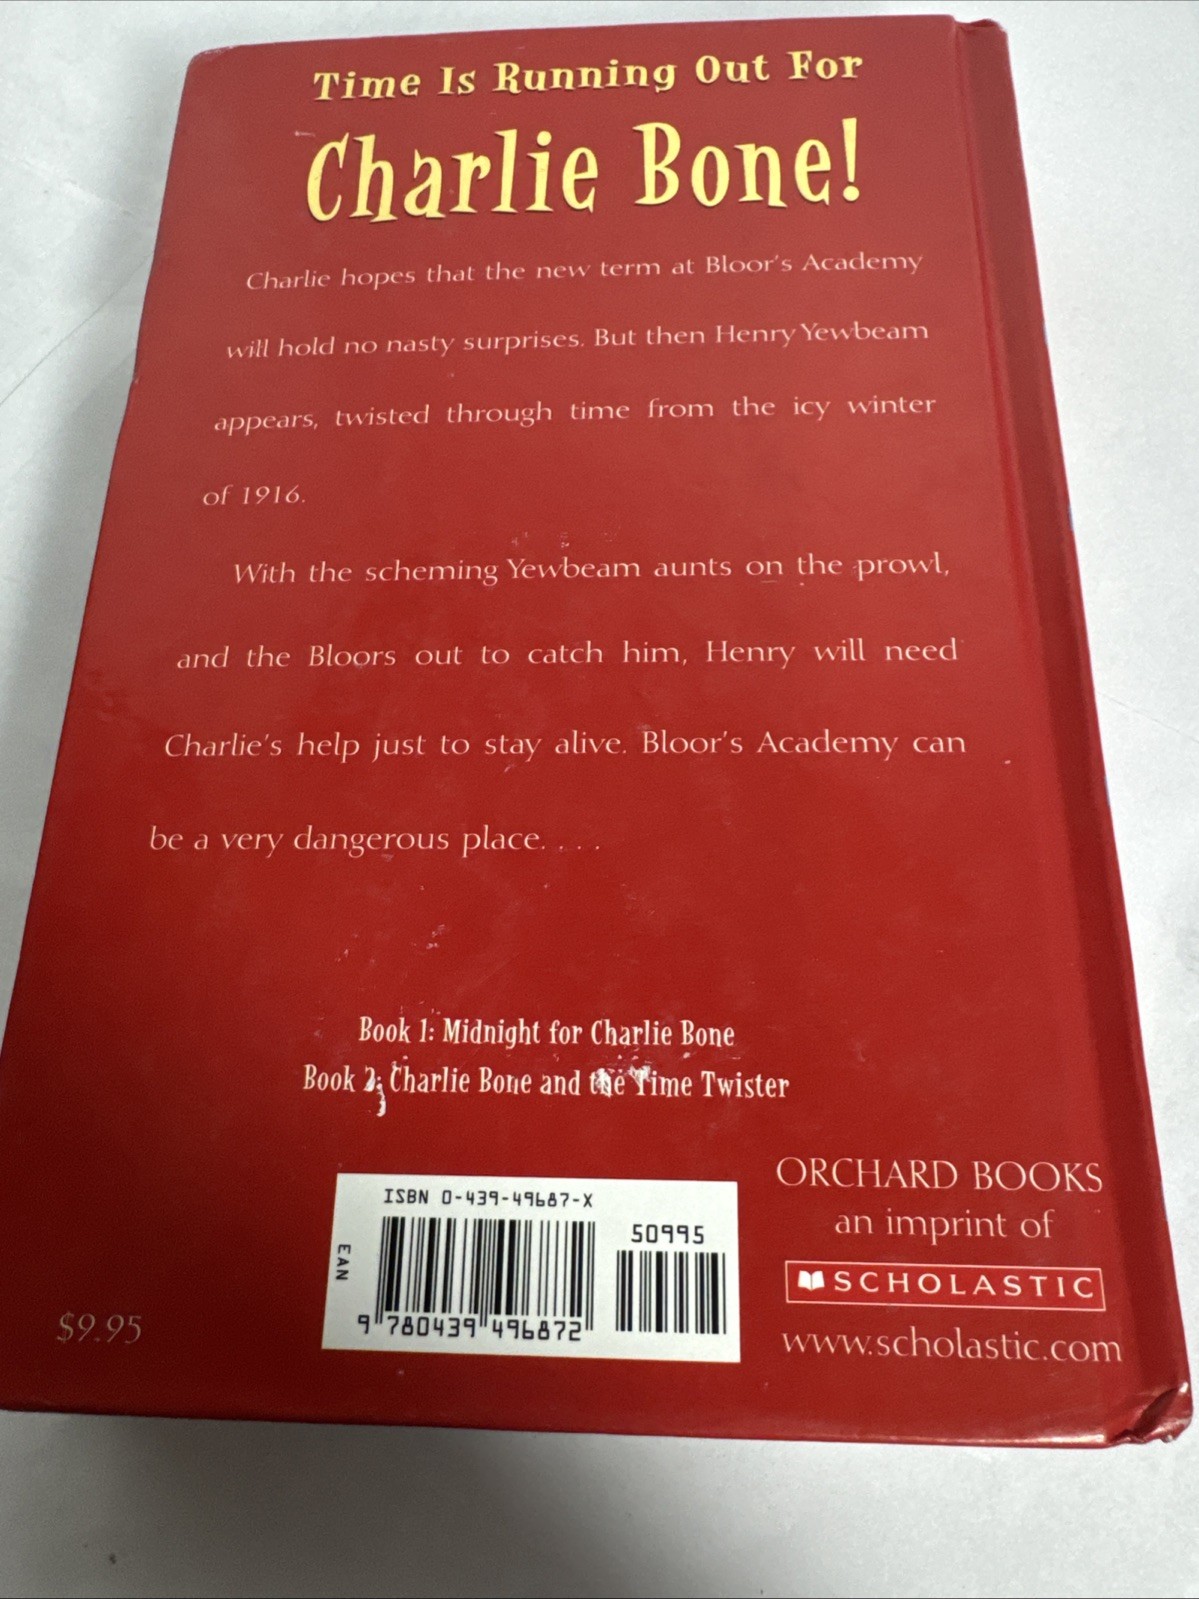 Time Is Running Out For
Charlie Bone!
Charlie hopes that the new term at Bloor's Academy
will hold no nasty surprises. But then Henry Yewbeam
appears, twisted through time from the icy winter
of 1916.
With the scheming Yewbeam aunts on the prowl,
and the Bloors out to catch him, Henry will need
Charlie's help just to stay alive. Bloor's Academy can
be a very dangerous place. . . .
Book 1: Midnight for Charlie Bone
Book 2: Charlie Bone and the Time Twister
ISBN 0-439-49687-X
50995
EAN
9 780439 496872
$9.95
ORCHARD BOOKS
an imprint of
SCHOLASTIC
www.scholastic.com